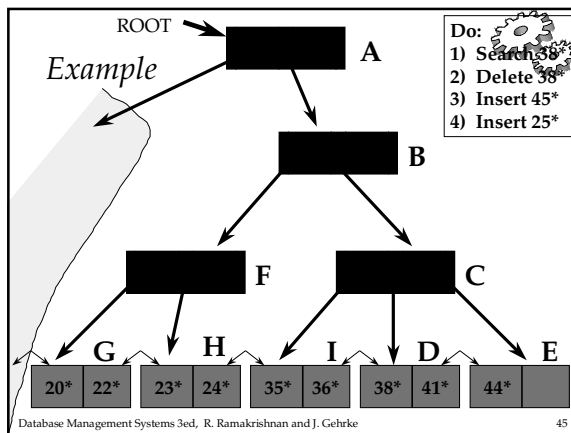 ROOT
A
Example
Do:
1) Search 38*
2) Delete 38*
3) Insert 45*
4) Insert 25*
B
F
C
G
H
I
D
E
20* 22* 23* 24* 35* 36* 38* 41* 44*
Database Management Systems 3ed, R. Ramakrishnan and J. Gehrke 45